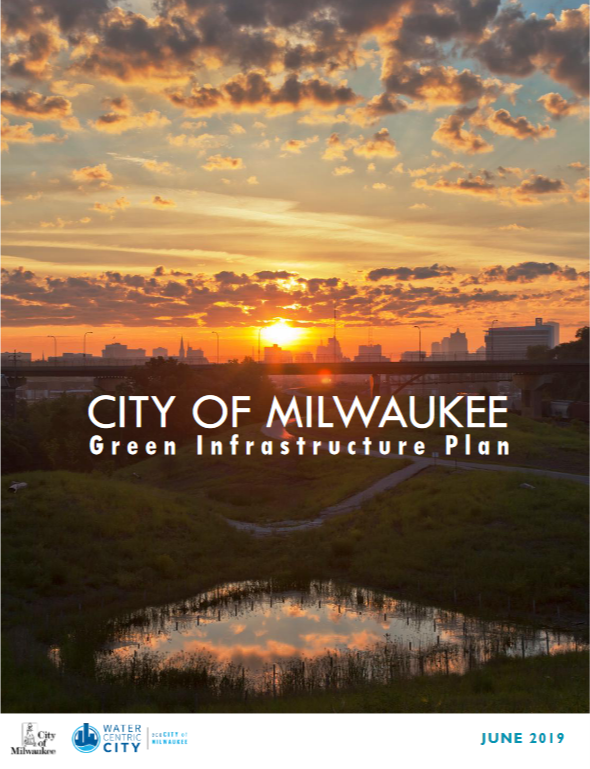 CITY OF MILWAUKEE
Green Infrastructure Plan
City
of
Milwaukee
WATER
CENTRIC
CITY
CITY of
MILWAUKEE
JUNE 2019